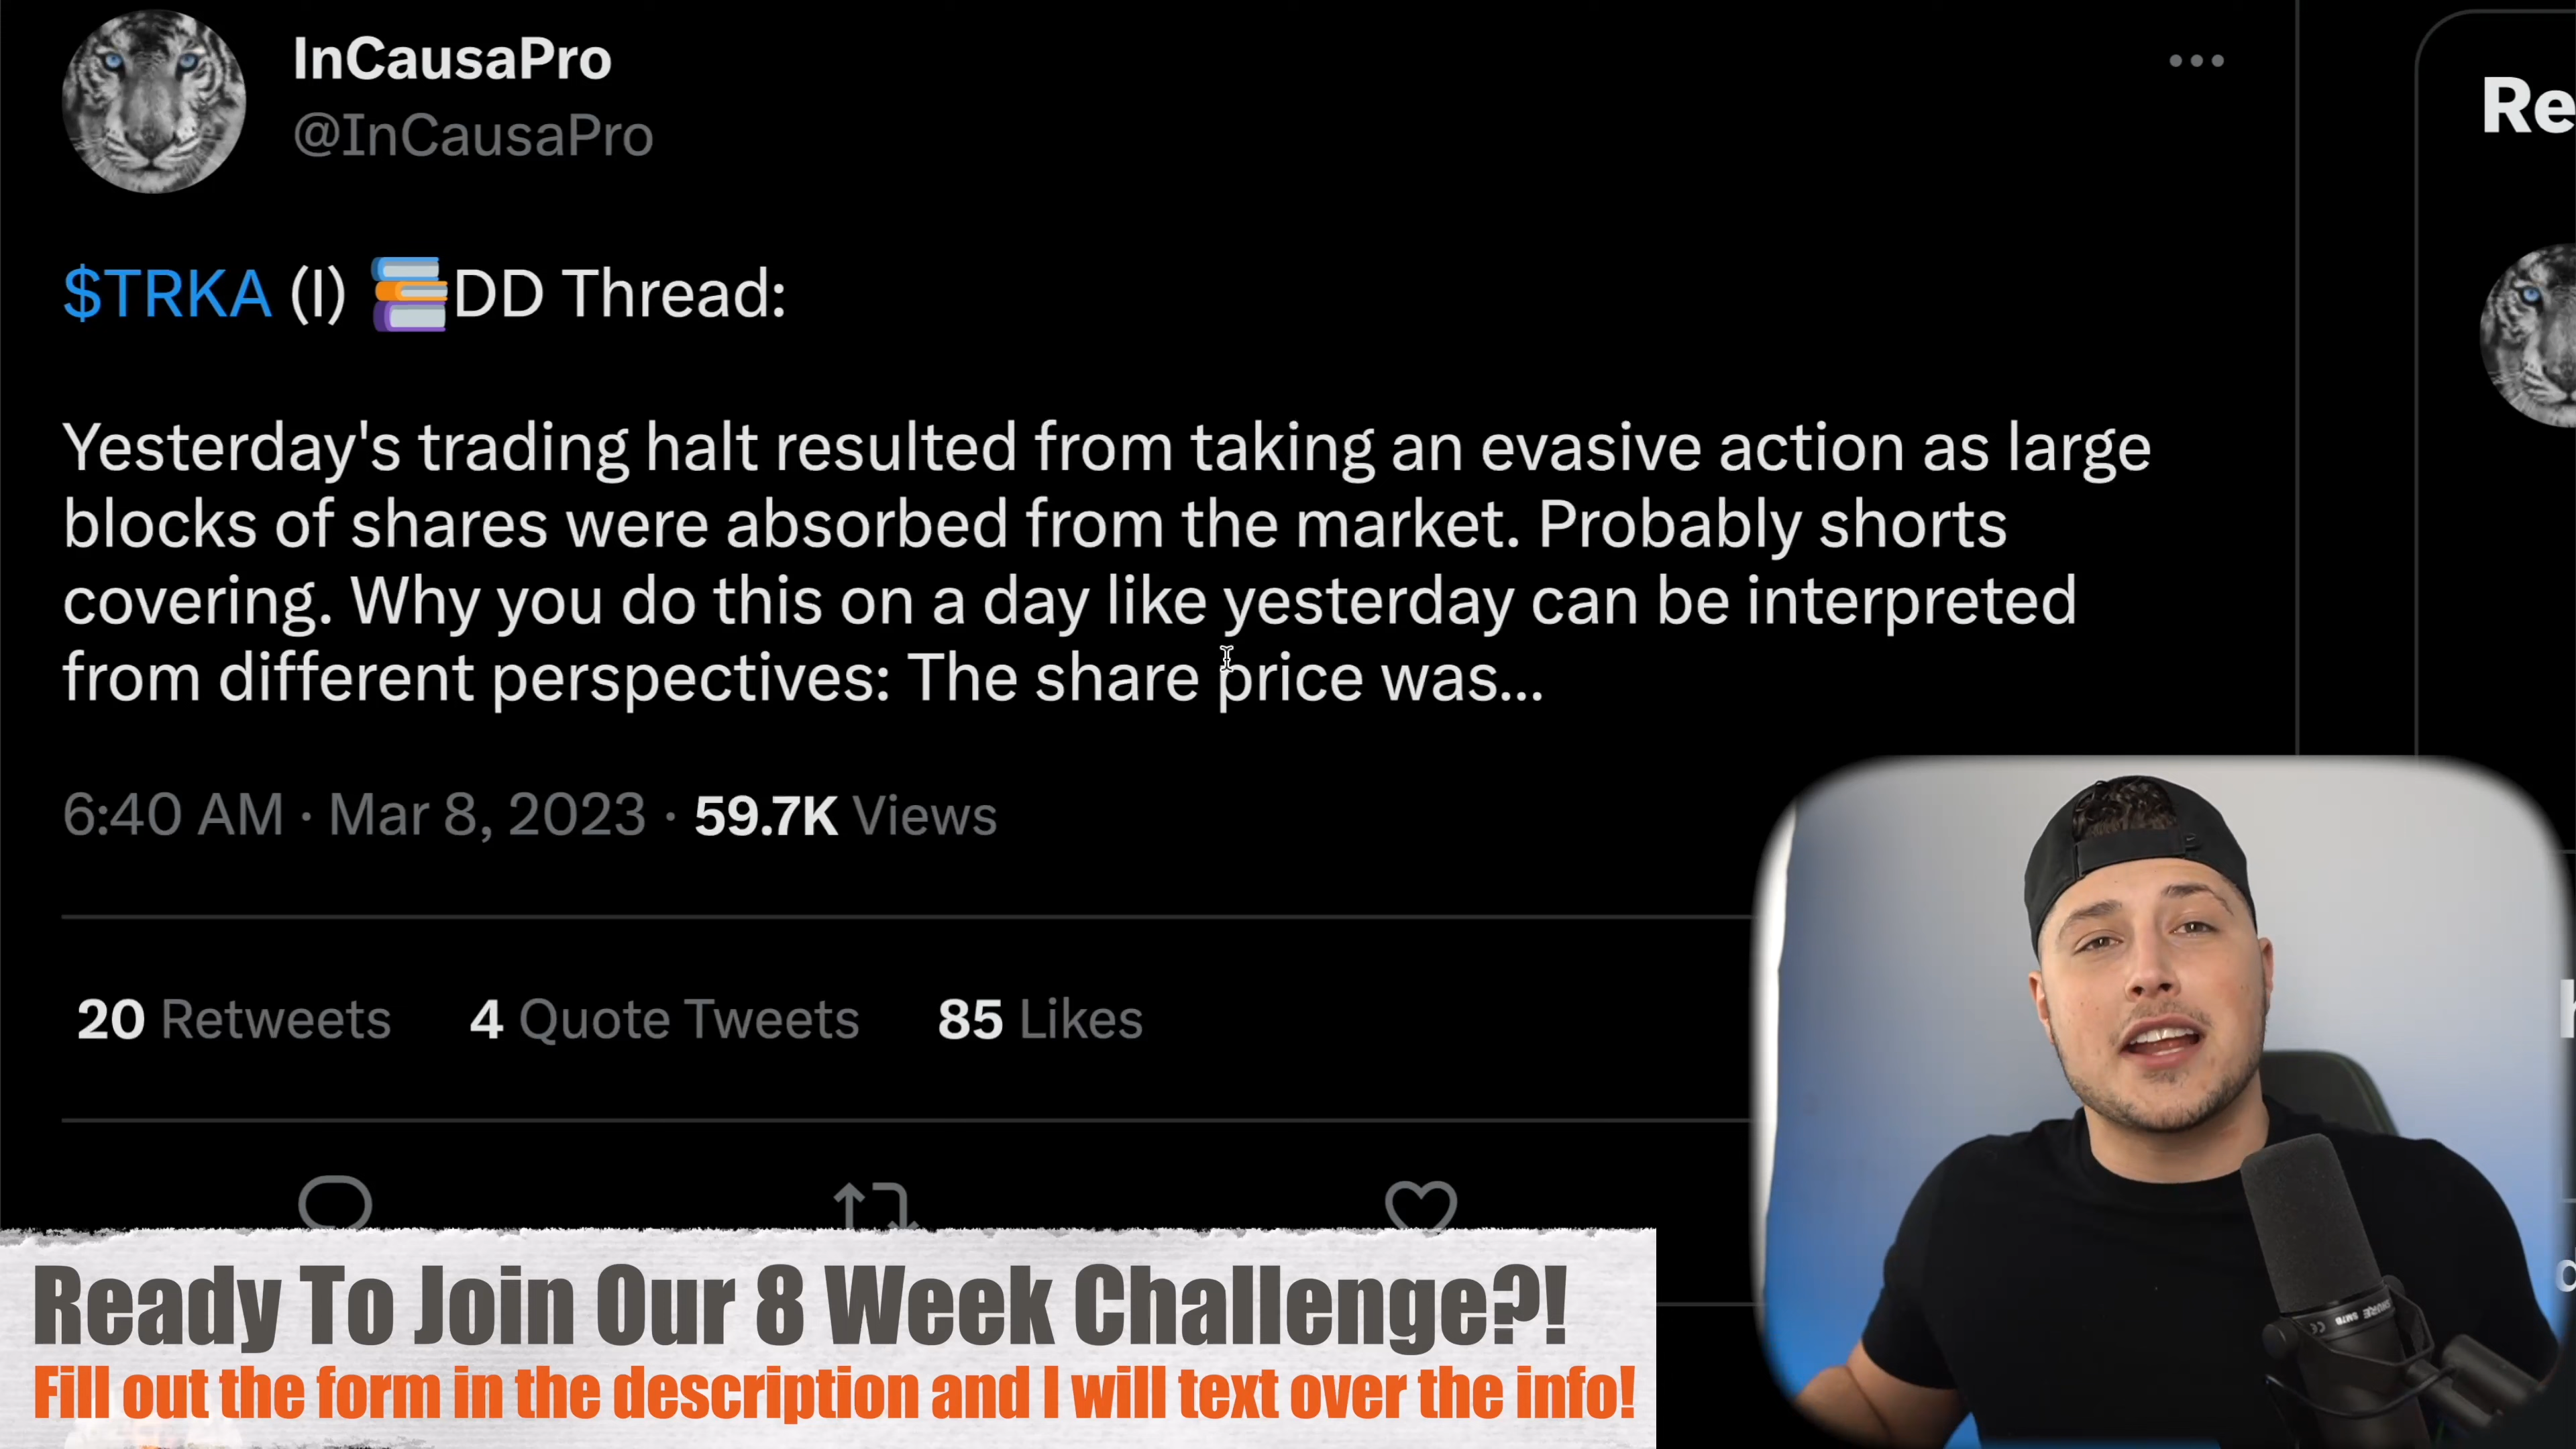 InCausaPro
@InCausaPro
Re
$TRKA (I) 📚DD Thread:
Yesterday's trading halt resulted from taking an evasive action as large
blocks of shares were absorbed from the market. Probably shorts
covering. Why you do this on a day like yesterday can be interpreted
from different perspectives: The share price was...
6:40 AM · Mar 8, 2023 · 59.7K Views
20 Retweets 4 Quote Tweets 85 Likes
Ready To Join Our 8 Week Challenge?!
Fill out the form in the description and I will text over the info!
SHURE SM7B